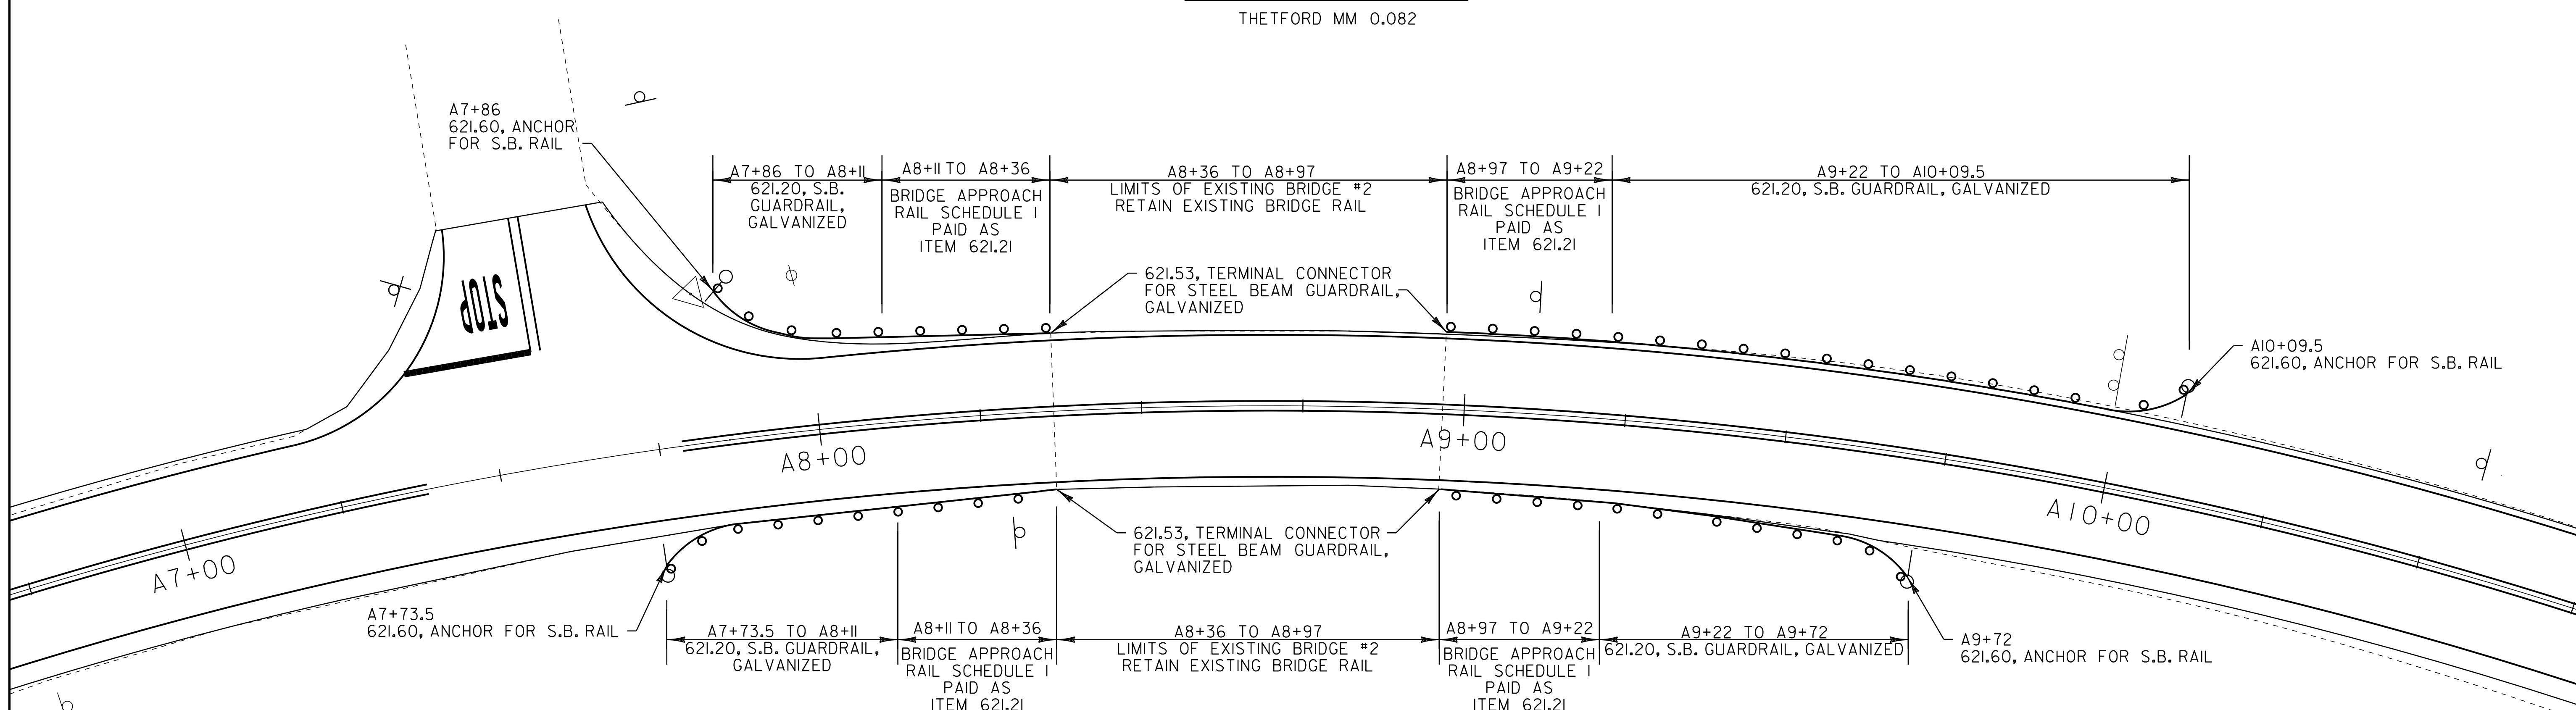 THETFORD MM 0.082
A7+86
621.60, ANCHOR
FOR S.B. RAIL
A7+86 TO A8+11
621.20, S.B.
GUARDRAIL,
GALVANIZED
A8+11 TO A8+36
BRIDGE APPROACH
RAIL SCHEDULE I
PAID AS
ITEM 621.21
A8+36 TO A8+97
LIMITS OF EXISTING BRIDGE #2
RETAIN EXISTING BRIDGE RAIL
A8+97 TO A9+22
BRIDGE APPROACH
RAIL SCHEDULE I
PAID AS
ITEM 621.21
A9+22 TO A10+09.5
621.20, S.B. GUARDRAIL, GALVANIZED
621.53, TERMINAL CONNECTOR
FOR STEEL BEAM GUARDRAIL,
GALVANIZED
STOP
A10+09.5
621.60, ANCHOR FOR S.B. RAIL
A7+00
A8+00
A9+00
A10+00
621.53, TERMINAL CONNECTOR
FOR STEEL BEAM GUARDRAIL,
GALVANIZED
A7+73.5
621.60, ANCHOR FOR S.B. RAIL
A7+73.5 TO A8+11
621.20, S.B. GUARDRAIL,
GALVANIZED
A8+11 TO A8+36
BRIDGE APPROACH
RAIL SCHEDULE I
PAID AS
ITEM 621.21
A8+36 TO A8+97
LIMITS OF EXISTING BRIDGE #2
RETAIN EXISTING BRIDGE RAIL
A8+97 TO A9+22
BRIDGE APPROACH
RAIL SCHEDULE I
PAID AS
ITEM 621.21
A9+22 TO A9+72
621.20, S.B. GUARDRAIL, GALVANIZED
A9+72
621.60, ANCHOR FOR S.B. RAIL